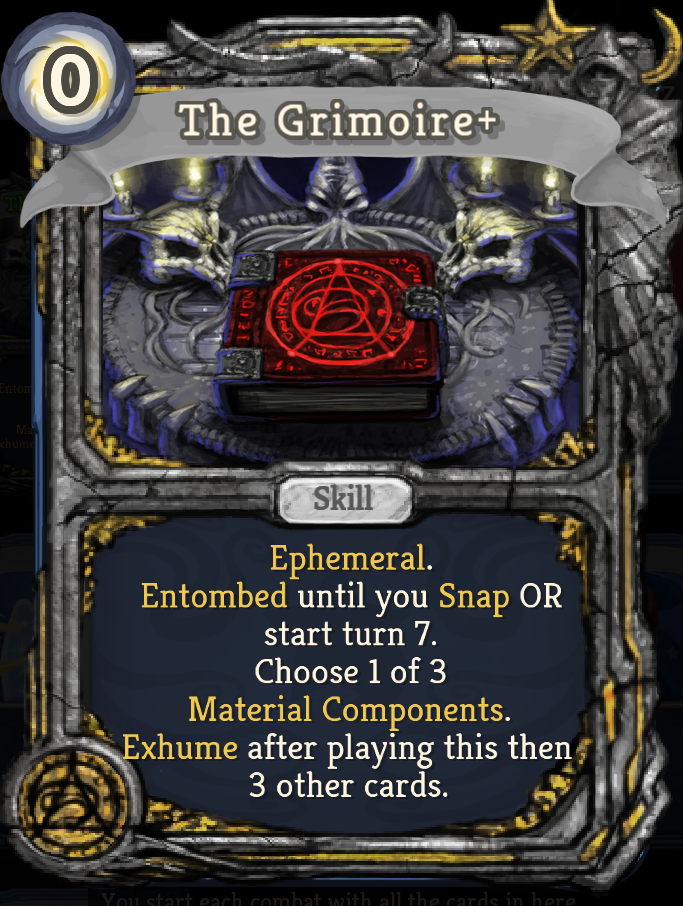 0
The Grimoire+
Skill
Ephemeral.
Entombed until you Snap OR
start turn 7.
Choose 1 of 3
Material Components.
Exhume after playing this then
3 other cards.
You start each combat with all the cards in here